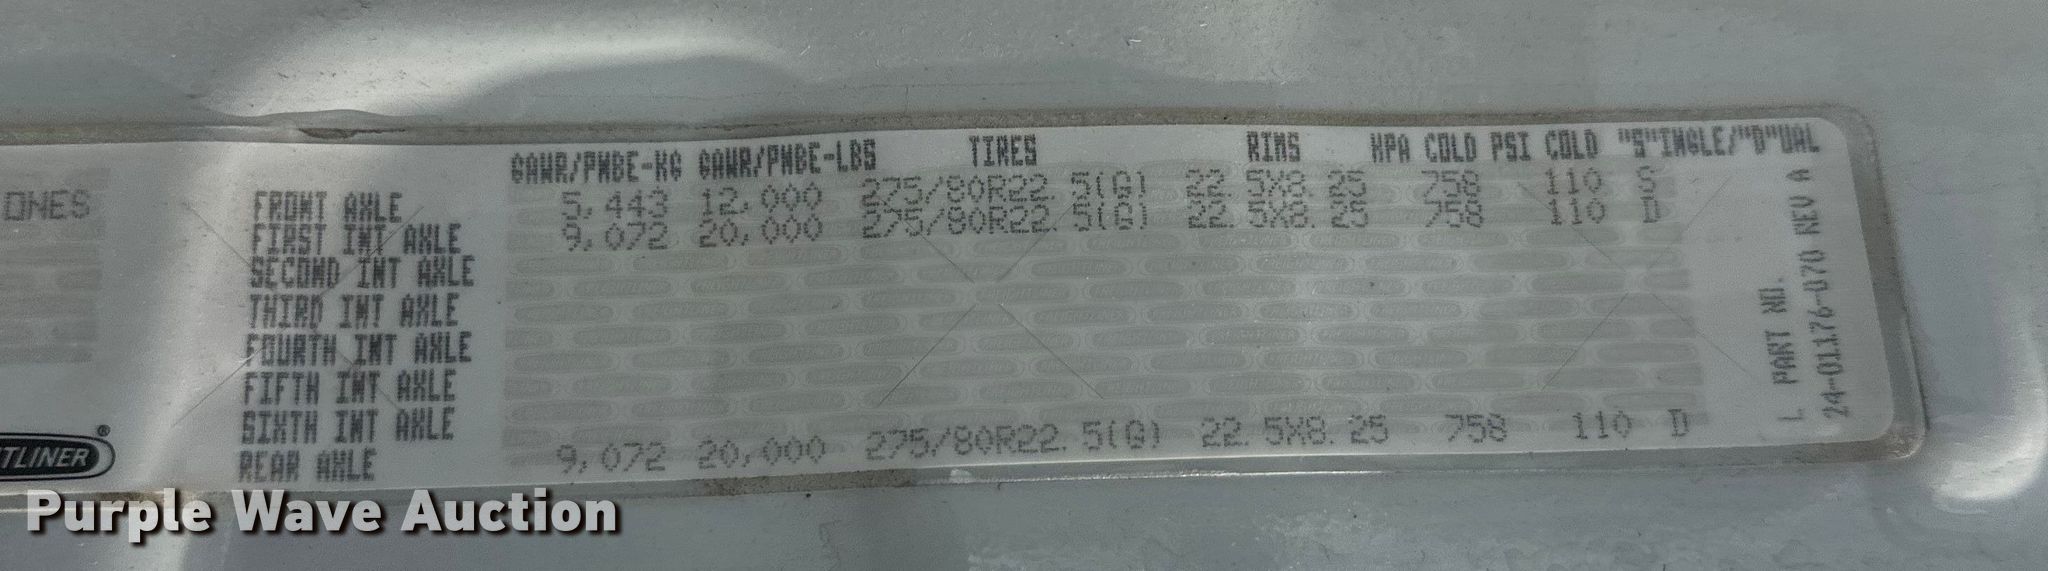 GAWR/PNBE-KG GAWR/PNBE-LBS TIRES RIMS KPA COLD PSI COLD "S"INGLE/"D"UAL
ONES
FRONT AXLE 5,443 12,000 275/80R22.5(G) 22.5X8.25 758 110 S
FIRST INT AXLE 9,072 20,000 275/80R22.5(G) 22.5X8.25 758 110 D
SECOND INT AXLE
THIRD INT AXLE
FOURTH INT AXLE
FIFTH INT AXLE
SIXTH INT AXLE
REAR AXLE 9,072 20,000 275/80R22.5(G) 22.5X8.25 758 110 D
L PART NO.
24-01176-070 REV A
TLINER®
Purple Wave Auction